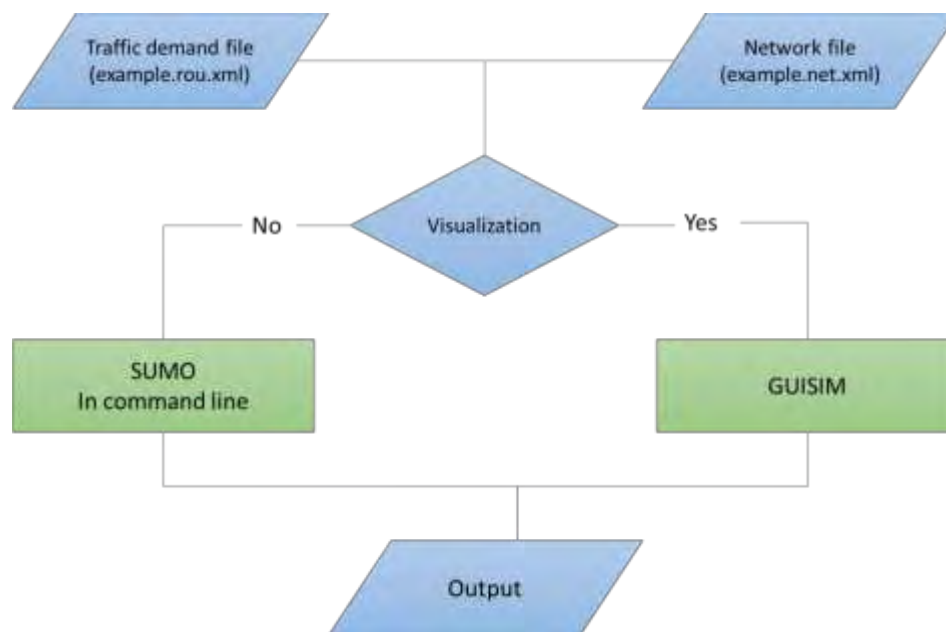 Traffic demand file
(example.rou.xml)
Network file
(example.net.xml)
Visualization
No
Yes
SUMO
In command line
GUISIM
Output